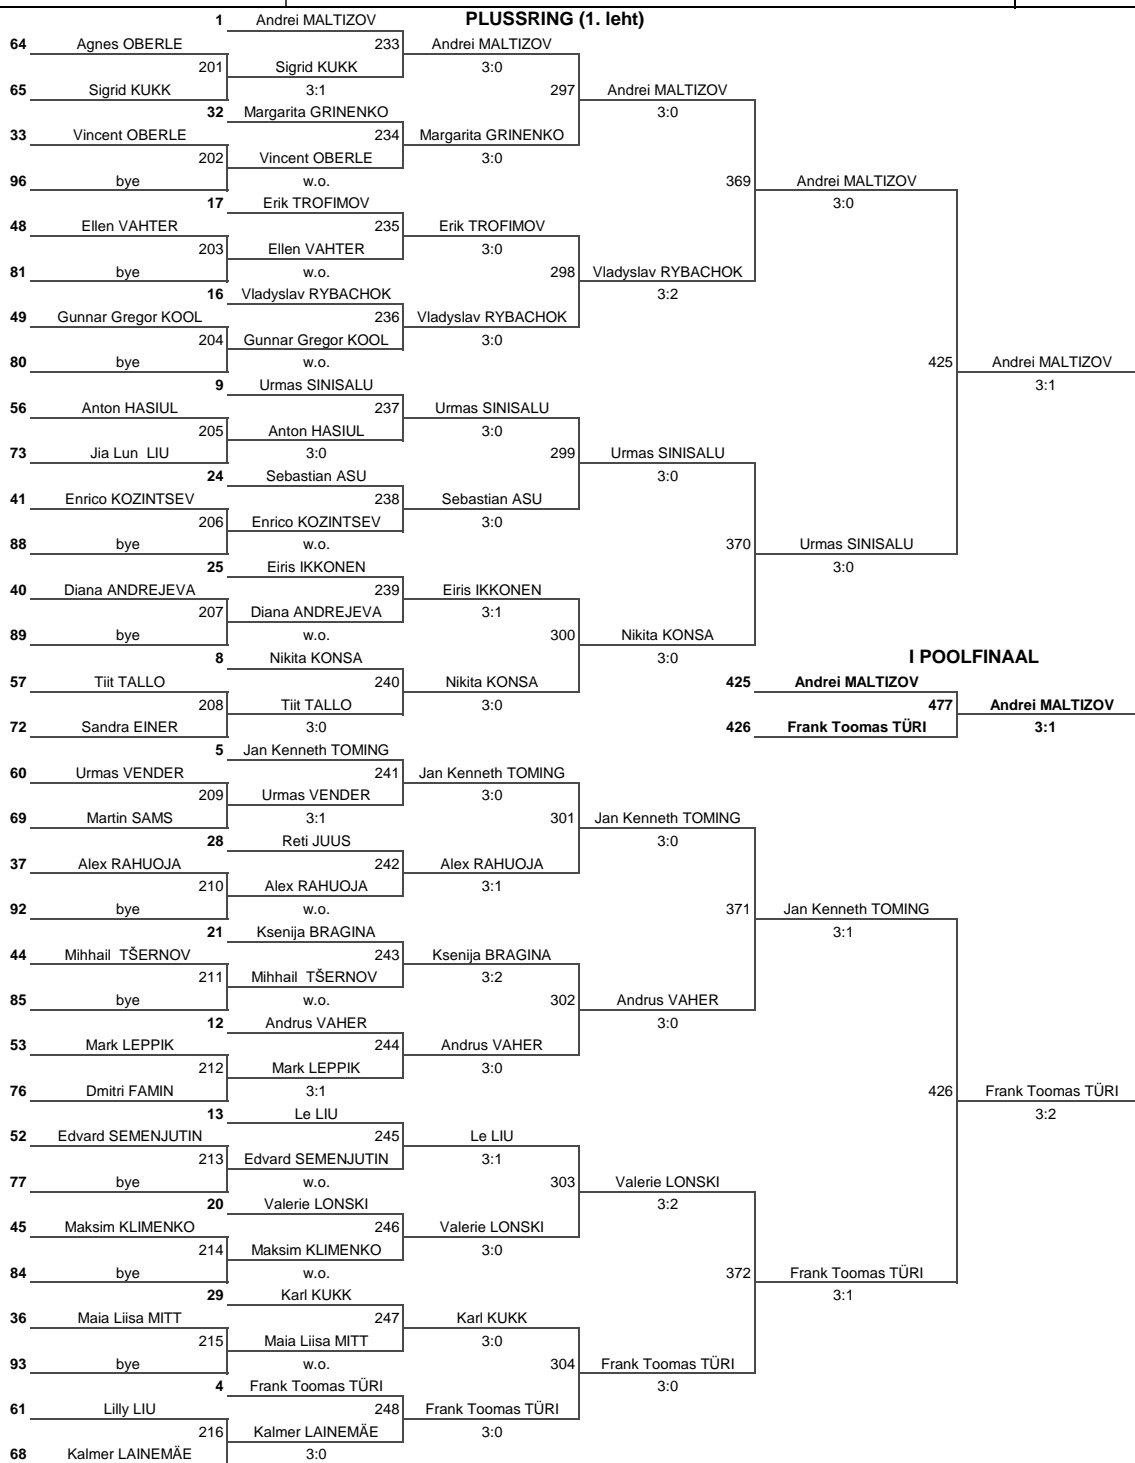 1 Andrei MALTIZOV PLUSSRING (1. leht)
64 Agnes OBERLE 233 Andrei MALTIZOV
201 Sigrid KUKK 3:0
65 Sigrid KUKK 3:1 297 Andrei MALTIZOV
32 Margarita GRINENKO 3:0
33 Vincent OBERLE 234 Margarita GRINENKO
202 Vincent OBERLE 3:0
96 bye w.o. 369 Andrei MALTIZOV
17 Erik TROFIMOV 3:0
48 Ellen VAHTER 235 Erik TROFIMOV
203 Ellen VAHTER 3:0
81 bye w.o. 298 Vladyslav RYBACHOK
16 Vladyslav RYBACHOK 3:2
49 Gunnar Gregor KOOL 236 Vladyslav RYBACHOK
204 Gunnar Gregor KOOL 3:0
80 bye w.o. 425 Andrei MALTIZOV
9 Urmas SINISALU 3:1
56 Anton HASIUL 237 Urmas SINISALU
205 Anton HASIUL 3:0
73 Jia Lun LIU 3:0 299 Urmas SINISALU
24 Sebastian ASU 3:0
41 Enrico KOZINTSEV 238 Sebastian ASU
206 Enrico KOZINTSEV 3:0
88 bye w.o. 370 Urmas SINISALU
25 Eiris IKKONEN 3:0
40 Diana ANDREJEVA 239 Eiris IKKONEN
207 Diana ANDREJEVA 3:1
89 bye w.o. 300 Nikita KONSA
8 Nikita KONSA 3:0 I POOLFINAAL
57 Tiit TALLO 240 Nikita KONSA 425 Andrei MALTIZOV
208 Tiit TALLO 3:0 477 Andrei MALTIZOV
72 Sandra EINER 3:0 426 Frank Toomas TÜRI 3:1
5 Jan Kenneth TOMING
60 Urmas VENDER 241 Jan Kenneth TOMING
209 Urmas VENDER 3:0
69 Martin SAMS 3:1 301 Jan Kenneth TOMING
28 Reti JUUS 3:0
37 Alex RAHUOJA 242 Alex RAHUOJA
210 Alex RAHUOJA 3:1
92 bye w.o. 371 Jan Kenneth TOMING
21 Ksenija BRAGINA 3:1
44 Mihhail TŠERNOV 243 Ksenija BRAGINA
211 Mihhail TŠERNOV 3:2
85 bye w.o. 302 Andrus VAHER
12 Andrus VAHER 3:0
53 Mark LEPPIK 244 Andrus VAHER
212 Mark LEPPIK 3:0
76 Dmitri FAMIN 3:1 426 Frank Toomas TÜRI
13 Le LIU 3:2
52 Edvard SEMENJUTIN 245 Le LIU
213 Edvard SEMENJUTIN 3:1
77 bye w.o. 303 Valerie LONSKI
20 Valerie LONSKI 3:2
45 Maksim KLIMENKO 246 Valerie LONSKI
214 Maksim KLIMENKO 3:0
84 bye w.o. 372 Frank Toomas TÜRI
29 Karl KUKK 3:1
36 Maia Liisa MITT 247 Karl KUKK
215 Maia Liisa MITT 3:0
93 bye w.o. 304 Frank Toomas TÜRI
4 Frank Toomas TÜRI 3:0
61 Lilly LIU 248 Frank Toomas TÜRI
216 Kalmer LAINEMÄE 3:0
68 Kalmer LAINEMÄE 3:0